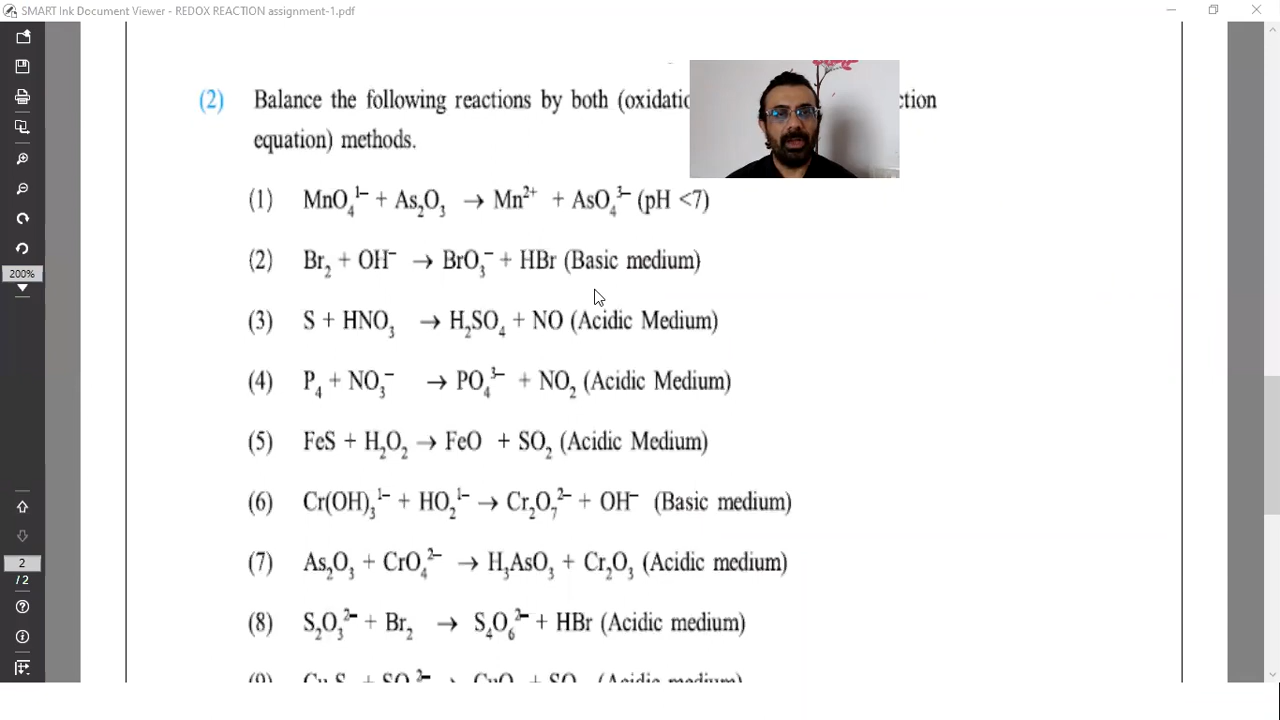 SMART Ink Document Viewer - REDOX REACTION assignment-1.pdf
(2) Balance the following reactions by both (oxidatio ction
equation) methods.
(1) MnO₄¹⁻ + As₂O₃ → Mn²⁺ + AsO₄³⁻ (pH <7)
(2) Br₂ + OH⁻ → BrO₃⁻ + HBr (Basic medium)
(3) S + HNO₃ → H₂SO₄ + NO (Acidic Medium)
(4) P₄ + NO₃⁻ → PO₄³⁻ + NO₂ (Acidic Medium)
(5) FeS + H₂O₂ → FeO + SO₂ (Acidic Medium)
(6) Cr(OH)₃¹⁻ + HO₂¹⁻ → Cr₂O₇²⁻ + OH⁻ (Basic medium)
(7) As₂O₃ + CrO₄²⁻ → H₃AsO₃ + Cr₂O₃ (Acidic medium)
(8) S₂O₃²⁻ + Br₂ → S₄O₆²⁻ + HBr (Acidic medium)
200%
2
/ 2